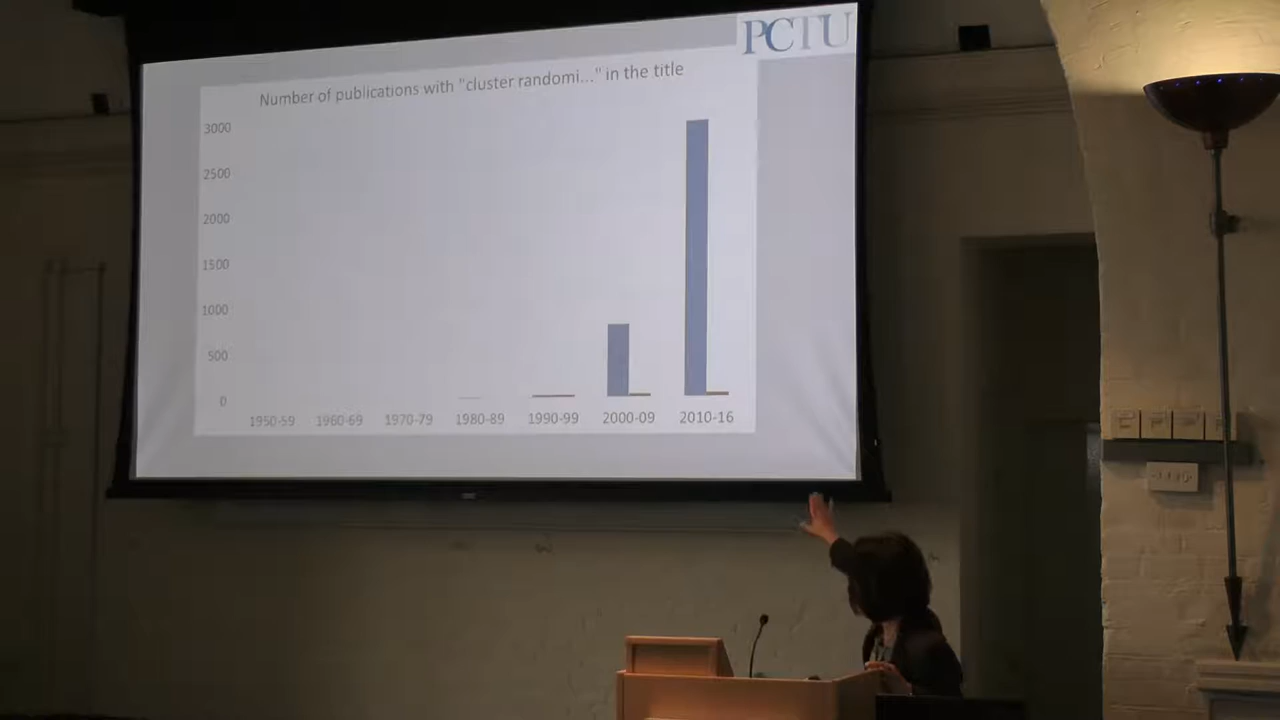 PCTU
Number of publications with "cluster randomi..." in the title
3000
2500
2000
1500
1000
500
0
1950-59 1960-69 1970-79 1980-89 1990-99 2000-09 2010-16